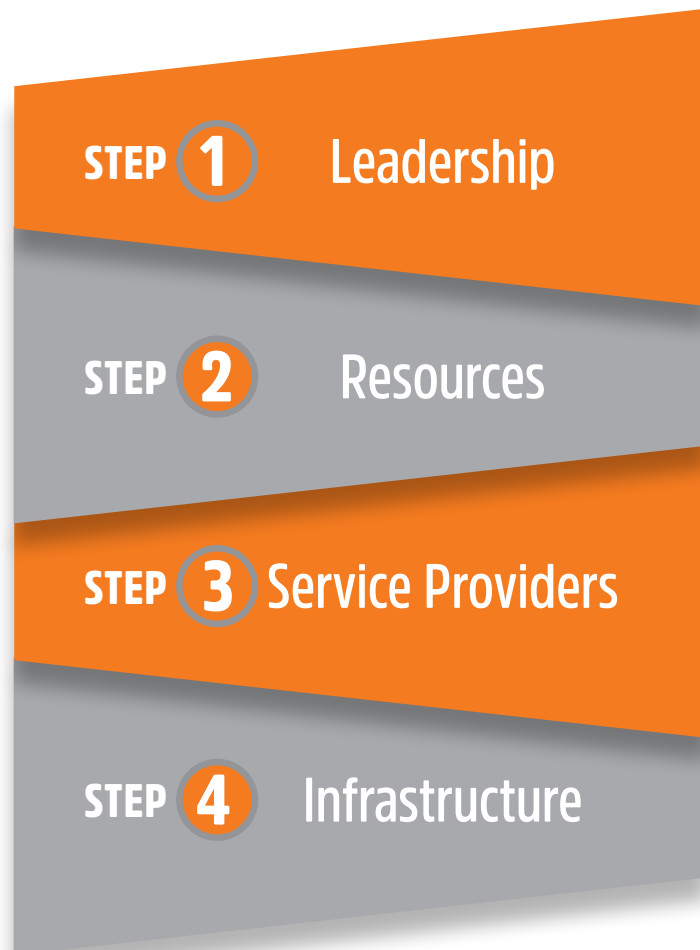 STEP 1 Leadership
STEP 2 Resources
STEP 3 Service Providers
STEP 4 Infrastructure